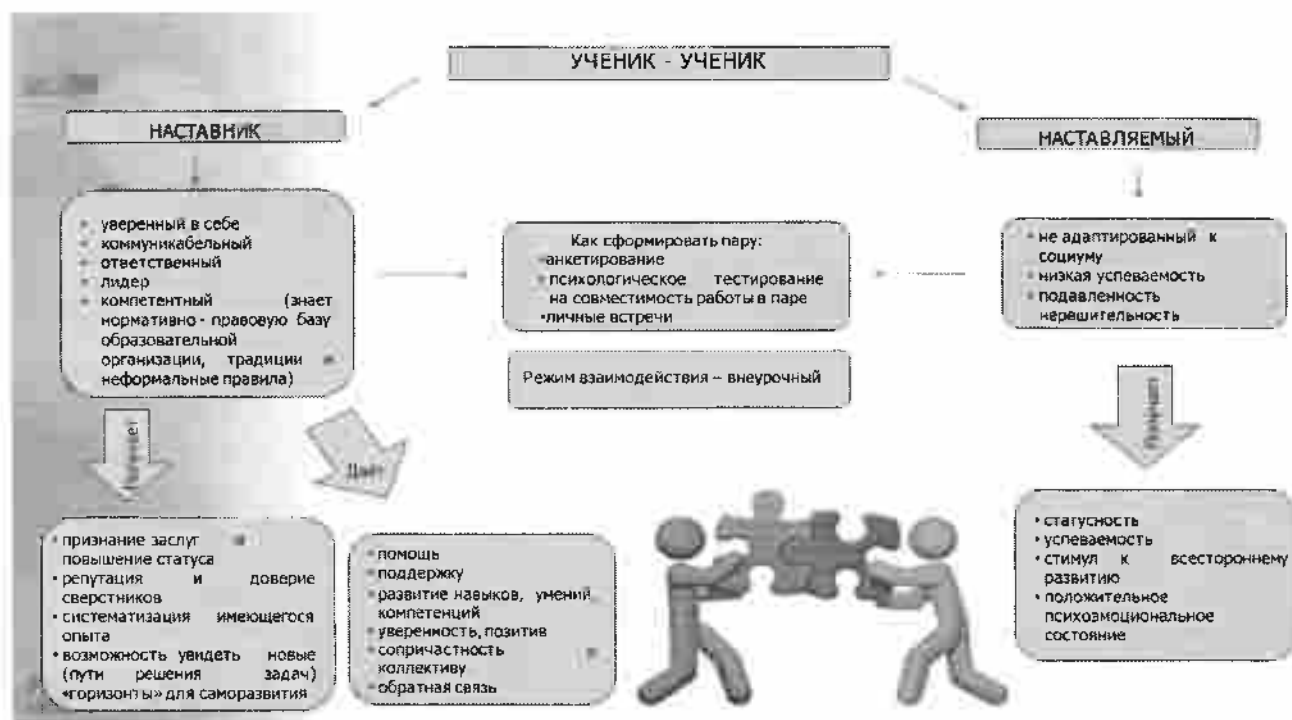 УЧЕНИК - УЧЕНИК
НАСТАВНИК
НАСТАВЛЯЕМЫЙ
уверенный в себе
коммуникабельный
ответственный
лидер
компетентный (знает
нормативно - правовую базу
образовательной
организации, традиции
неформальные правила)
Как сформировать пару:
•анкетирование
•психологическое тестирование
на совместимость работы в паре
•личные встречи
Режим взаимодействия – внеурочный
• не адаптированный к
социуму
• низкая успеваемость
• подавленность
нерешительность
Получает
Даёт
Получает
• признание заслуг
повышение статуса
• репутация и доверие
сверстников
• систематизация имеющегося
опыта
• возможность увидеть новые
(пути решения задач)
«горизонты» для саморазвития
• помощь
• поддержку
• развитие навыков, умений
компетенций
• уверенность, позитив
• сопричастность
коллективу
• обратная связь
• статусность
• успеваемость
• стимул к всестороннему
развитию
• положительное
психоэмоциональное
состояние